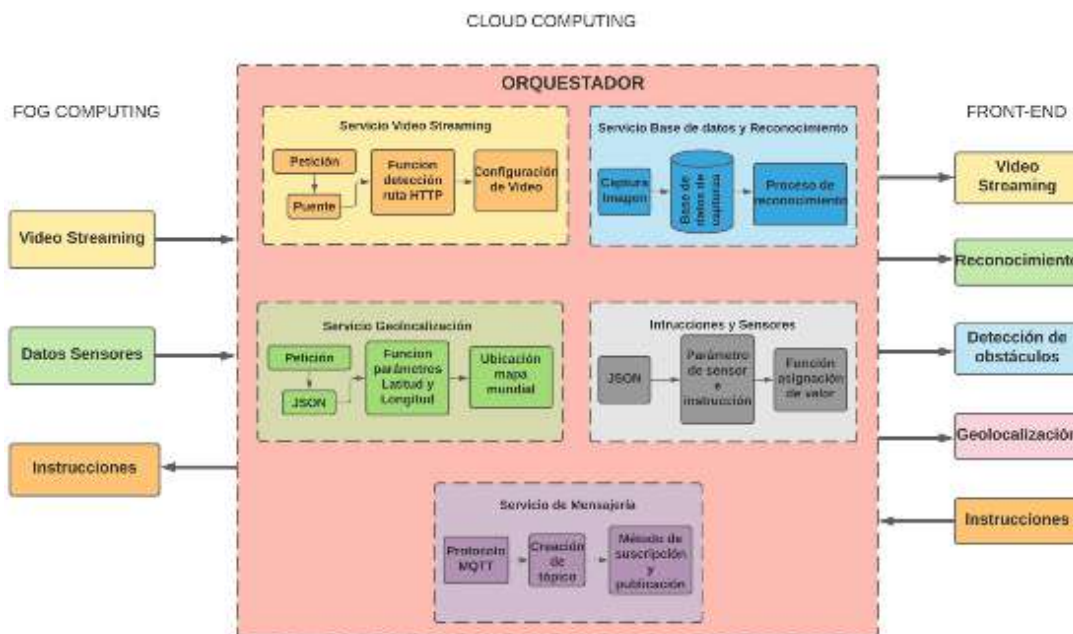 CLOUD COMPUTING
FOG COMPUTING
Video Streaming
Datos Sensores
Instrucciones
ORQUESTADOR
Servicio Video Streaming
Petición
Puente
Funcion
detección
ruta HTTP
Configuración
de Video
Servicio Base de datos y Reconocimiento
Captura
Imagen
Base de
datos de
capturas
Proceso de
reconocimiento
Servicio Geolocalización
Petición
JSON
Funcion
parámetros
Latitud y
Longitud
Ubicación
mapa
mundial
Intrucciones y Sensores
JSON
Parámetro
de sensor
e
instrucción
Función
asignación
de valor
Servicio de Mensajería
Protocolo
MQTT
Creación
de
tópico
Método de
suscripción
y
publicación
FRONT-END
Video
Streaming
Reconocimiento
Detección de
obstáculos
Geolocalización
Instrucciones